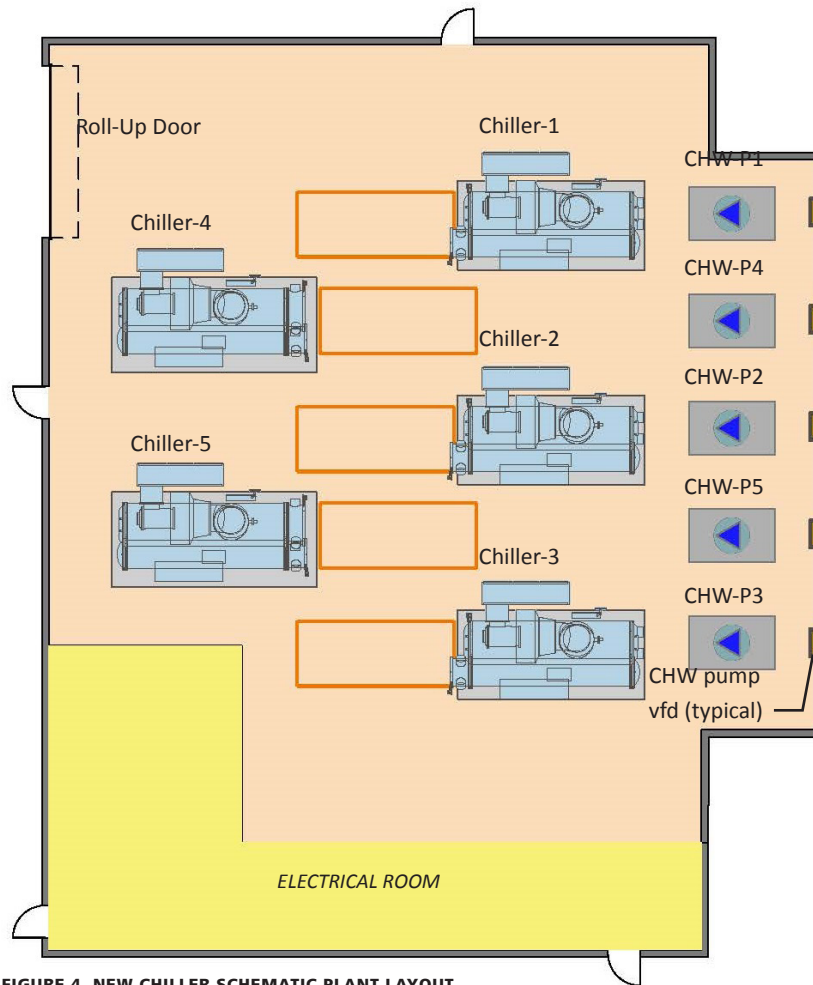 Roll-Up Door
Chiller-1
CHW-P1
Chiller-4
CHW-P4
Chiller-2
CHW-P2
Chiller-5
CHW-P5
Chiller-3
CHW-P3
CHW pump
vfd (typical)
ELECTRICAL ROOM
FIGURE 4 NEW CHILLER SCHEMATIC PLANT LAYOUT